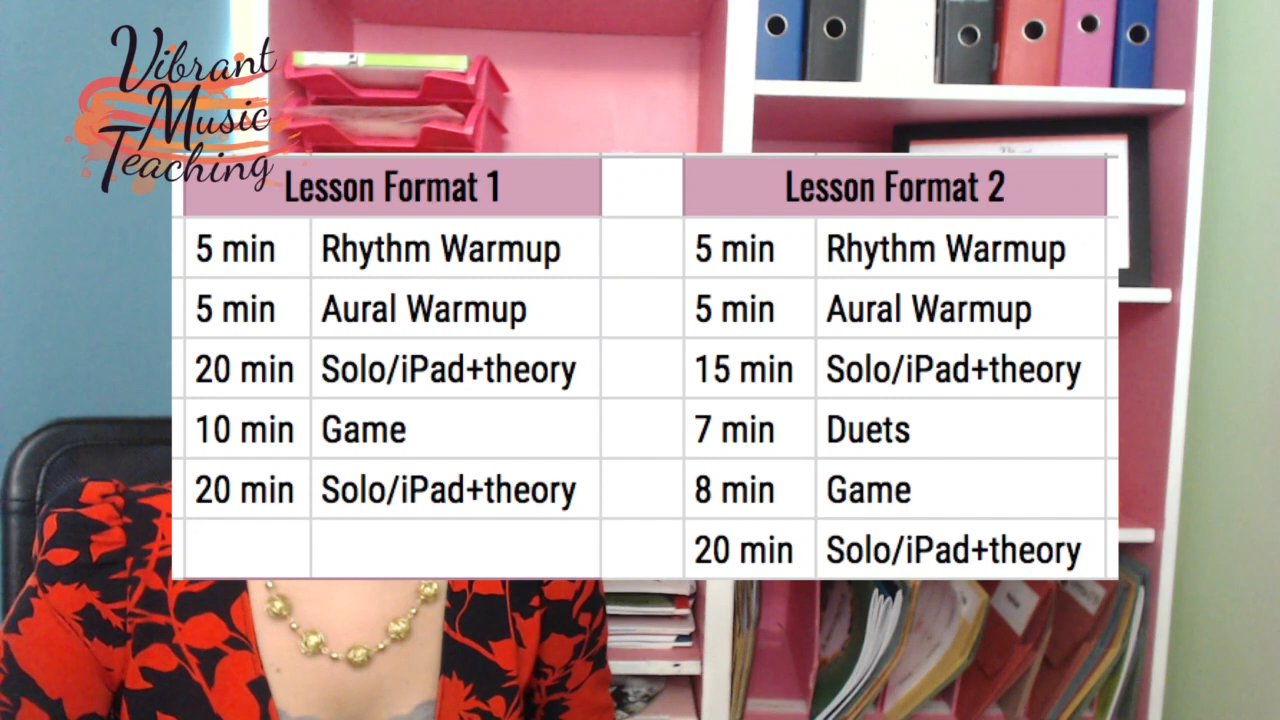 Vibrant
Music
Teaching
Lesson Format 1 Lesson Format 2
5 min Rhythm Warmup 5 min Rhythm Warmup
5 min Aural Warmup 5 min Aural Warmup
20 min Solo/iPad+theory 15 min Solo/iPad+theory
10 min Game 7 min Duets
20 min Solo/iPad+theory 8 min Game
20 min Solo/iPad+theory